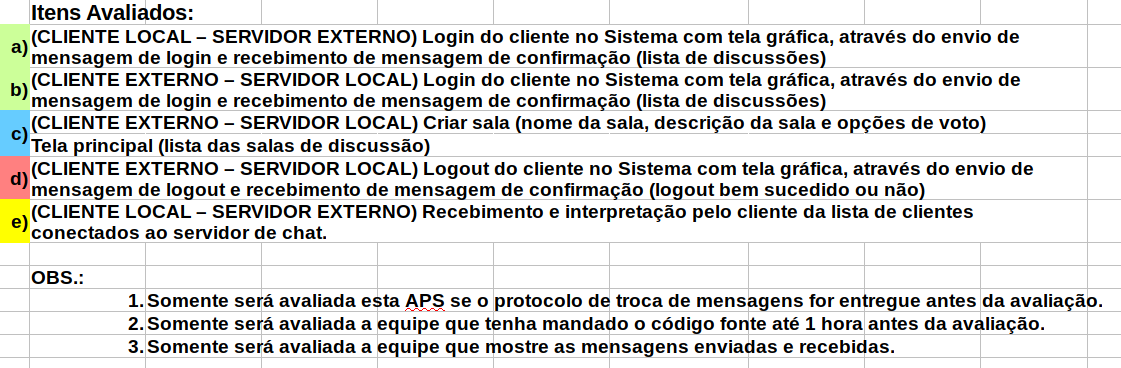 Itens Avaliados:
a) (CLIENTE LOCAL – SERVIDOR EXTERNO) Login do cliente no Sistema com tela gráfica, através do envio de
mensagem de login e recebimento de mensagem de confirmação (lista de discussões)
b) (CLIENTE EXTERNO – SERVIDOR LOCAL) Login do cliente no Sistema com tela gráfica, através do envio de
mensagem de login e recebimento de mensagem de confirmação (lista de discussões)
c) (CLIENTE EXTERNO – SERVIDOR LOCAL) Criar sala (nome da sala, descrição da sala e opções de voto)
Tela principal (lista das salas de discussão)
d) (CLIENTE EXTERNO – SERVIDOR LOCAL) Logout do cliente no Sistema com tela gráfica, através do envio de
mensagem de logout e recebimento de mensagem de confirmação (logout bem sucedido ou não)
e) (CLIENTE LOCAL – SERVIDOR EXTERNO) Recebimento e interpretação pelo cliente da lista de clientes
conectados ao servidor de chat.
OBS.:
1. Somente será avaliada esta APS se o protocolo de troca de mensagens for entregue antes da avaliação.
2. Somente será avaliada a equipe que tenha mandado o código fonte até 1 hora antes da avaliação.
3. Somente será avaliada a equipe que mostre as mensagens enviadas e recebidas.